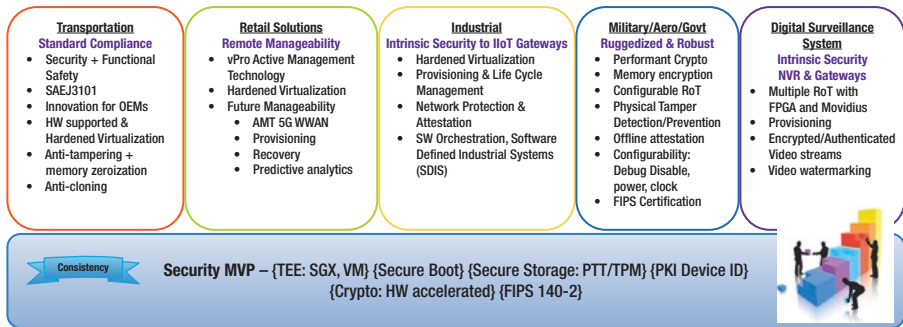 Transportation
Standard Compliance
• Security + Functional
Safety
• SAEJ3101
• Innovation for OEMs
• HW supported &
Hardened Virtualization
• Anti-tampering +
memory zeroization
• Anti-cloning
Retail Solutions
Remote Manageability
• vPro Active Management
Technology
• Hardened Virtualization
• Future Manageability
• AMT 5G WWAN
• Provisioning
• Recovery
• Predictive analytics
Industrial
Intrinsic Security to IIoT Gateways
• Hardened Virtualization
• Provisioning & Life Cycle
Management
• Network Protection &
Attestation
• SW Orchestration, Software
Defined Industrial Systems
(SDIS)
Military/Aero/Govt
Ruggedized & Robust
• Performant Crypto
• Memory encryption
• Configurable RoT
• Physical Tamper
Detection/Prevention
• Offline attestation
• Configurability:
Debug Disable,
power, clock
• FIPS Certification
Digital Surveillance
System
Intrinsic Security
NVR & Gateways
• Multiple RoT with
FPGA and Movidius
• Provisioning
• Encrypted/Authenticated
Video streams
• Video watermarking
Consistency
Security MVP – {TEE: SGX, VM} {Secure Boot} {Secure Storage: PTT/TPM} {PKI Device ID}
{Crypto: HW accelerated} {FIPS 140-2}